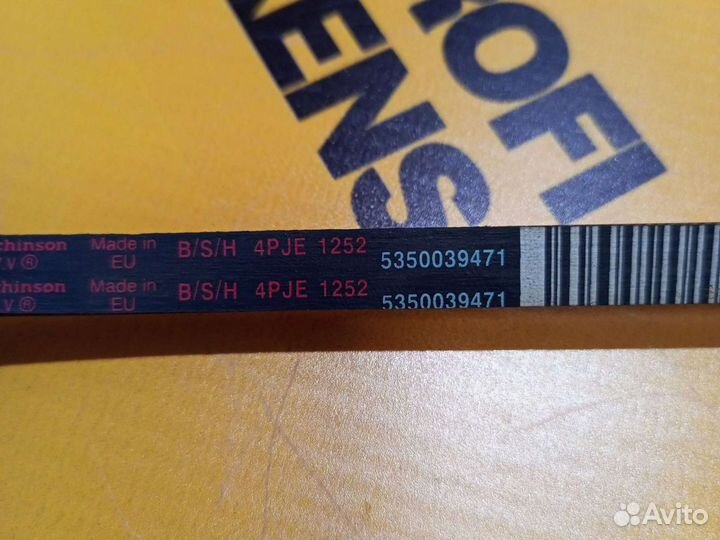 ROFI
ENS
chinson Made in EU B/S/H 4PJE 1252 5350039471
V.V ® 
chinson Made in EU B/S/H 4PJE 1252 5350039471
V.V ®
Avito